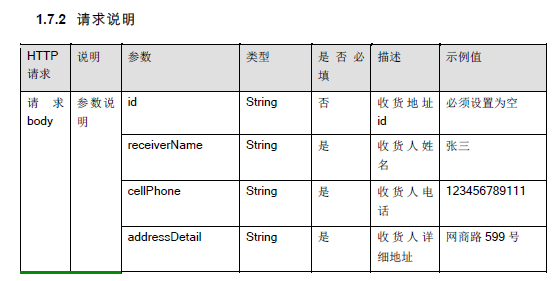 1.7.2 请求说明
HTTP 说明 参数 类型 是否必 描述 示例值
请求 填
请求 参数说 id String 否 收货地址 必须设置为空
body 明 id
receiverName String 是 收货人姓 张三
名
cellPhone String 是 收货人电 123456789111
话
addressDetail String 是 收货人详 网商路 599 号
细地址